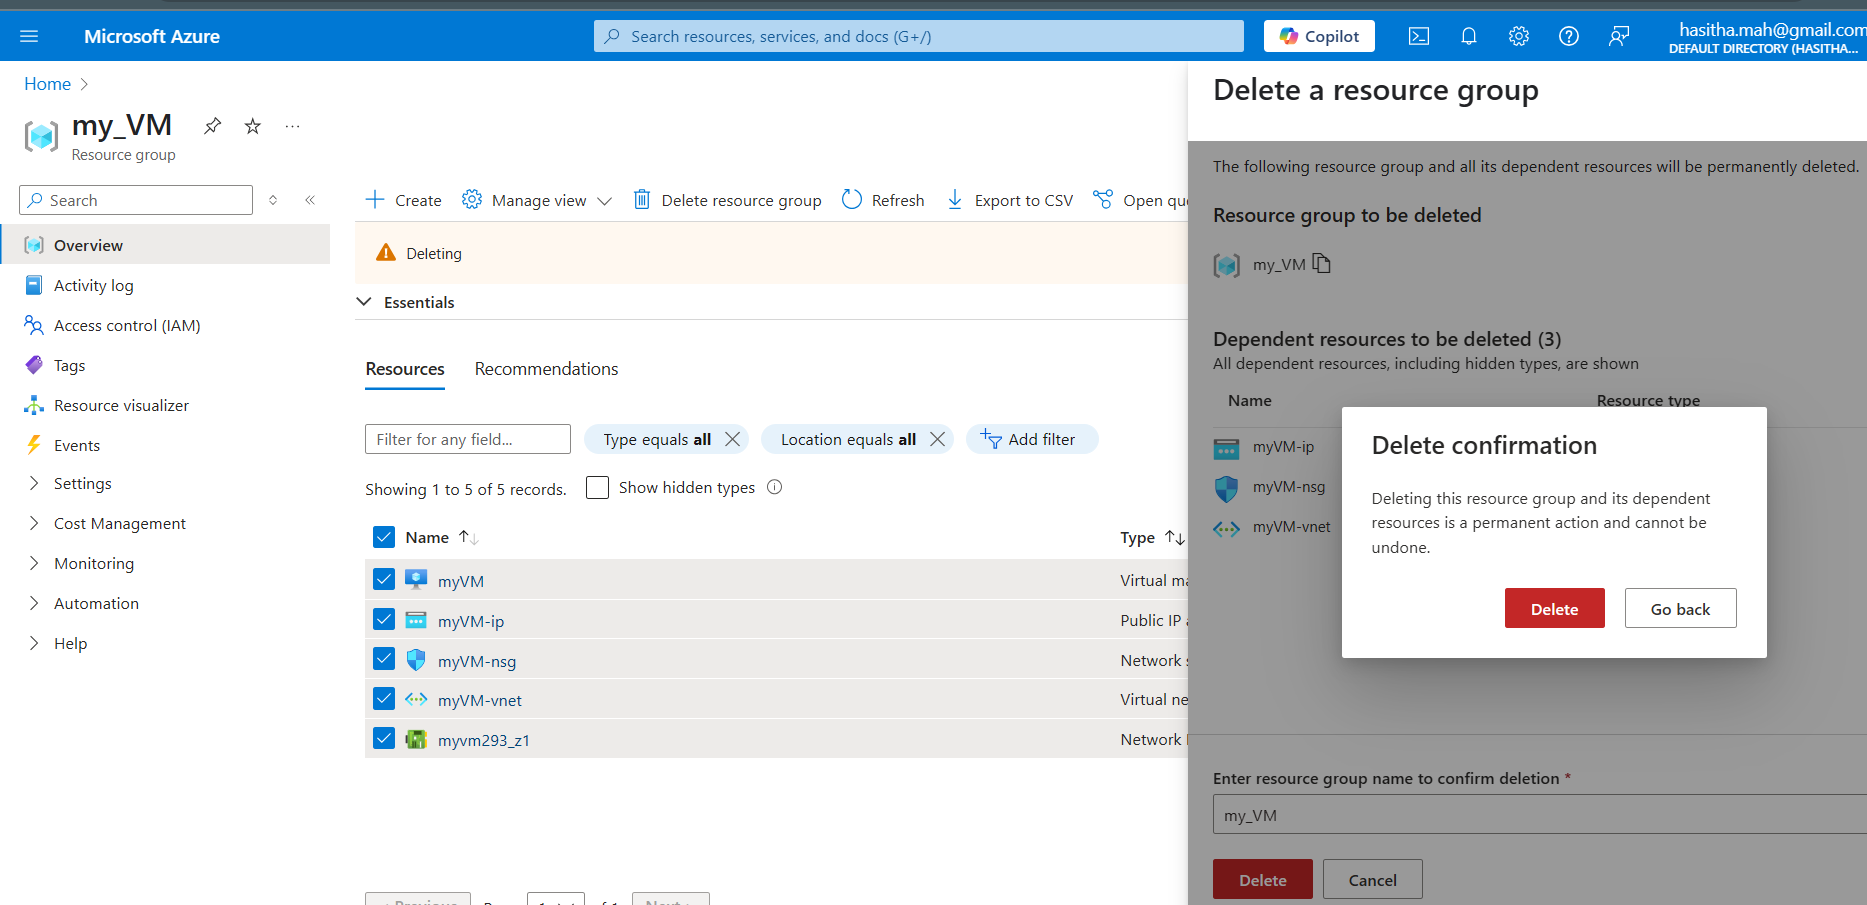 Microsoft Azure
Search resources, services, and docs (G+/)
Copilot
hasitha.mah@gmail.com
DEFAULT DIRECTORY (HASITHA...
Home
my_VM
Resource group
Search
Overview
Activity log
Access control (IAM)
Tags
Resource visualizer
Events
Settings
Cost Management
Monitoring
Automation
Help
Create
Manage view
Delete resource group
Refresh
Export to CSV
Open qu
Deleting
Essentials
Resources
Recommendations
Filter for any field...
Type equals all
Location equals all
Add filter
Showing 1 to 5 of 5 records.
Show hidden types
Name
Type
myVM
Virtual ma
myVM-ip
Public IP a
myVM-nsg
Network s
myVM-vnet
Virtual ne
myvm293_z1
Network
Delete a resource group
The following resource group and all its dependent resources will be permanently deleted.
Resource group to be deleted
my_VM
Dependent resources to be deleted (3)
All dependent resources, including hidden types, are shown
Name
Resource type
myVM-ip
myVM-nsg
myVM-vnet
Delete confirmation
Deleting this resource group and its dependent
resources is a permanent action and cannot be
undone.
Delete
Go back
Enter resource group name to confirm deletion *
my_VM
Delete
Cancel